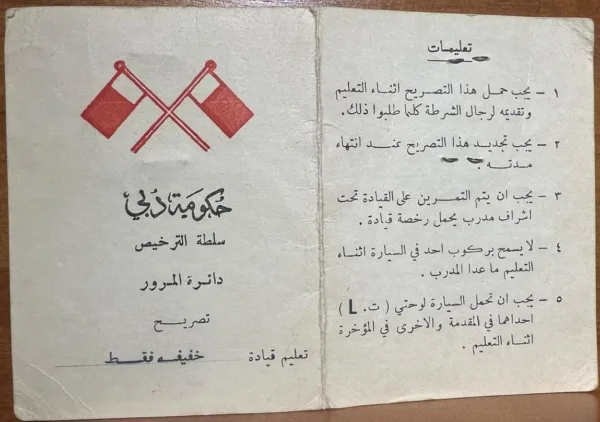 تعليمات
١ - يجب حمل هذا التصريح اثناء التعليم
وتقديمه لرجال الشرطة كلما طلبوا ذلك.
٢ - يجب تجديد هذا التصريح عند انتهاء
مدته.
٣ - يجب ان يتم التمرين على القيادة تحت
اشراف مدرب يحمل رخصة قيادة.
٤ - لا يسمح بركوب احد في السيارة اثناء
التعليم ما عدا المدرب.
٥ - يجب ان تحمل السيارة لوحتي (ت. L)
احداهما في المقدمة والاخرى في المؤخرة
اثناء التعليم.
حكومة دبي
سلطة الترخيص
دائرة المرور
تصريح
تعليم قيادة خفيفه فقط